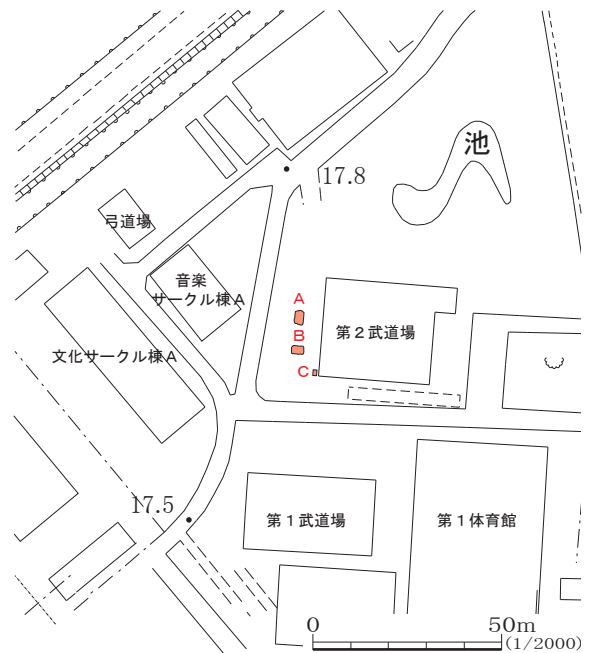 池
17.8
弓道場
音楽
サークル棟A
A
B
C
第２武道場
文化サークル棟A
17.5
第１武道場
第１体育館
0
50m
(1/2000)